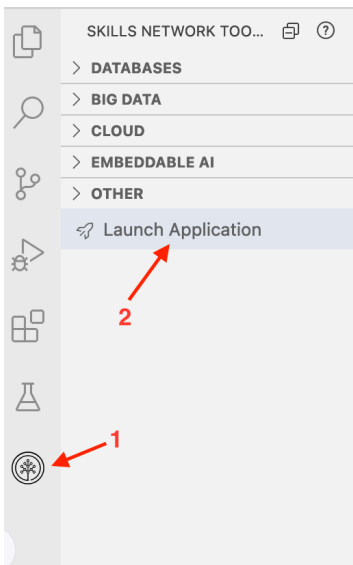 SKILLS NETWORK TOO...
DATABASES
BIG DATA
CLOUD
EMBEDDABLE AI
OTHER
Launch Application
2
1